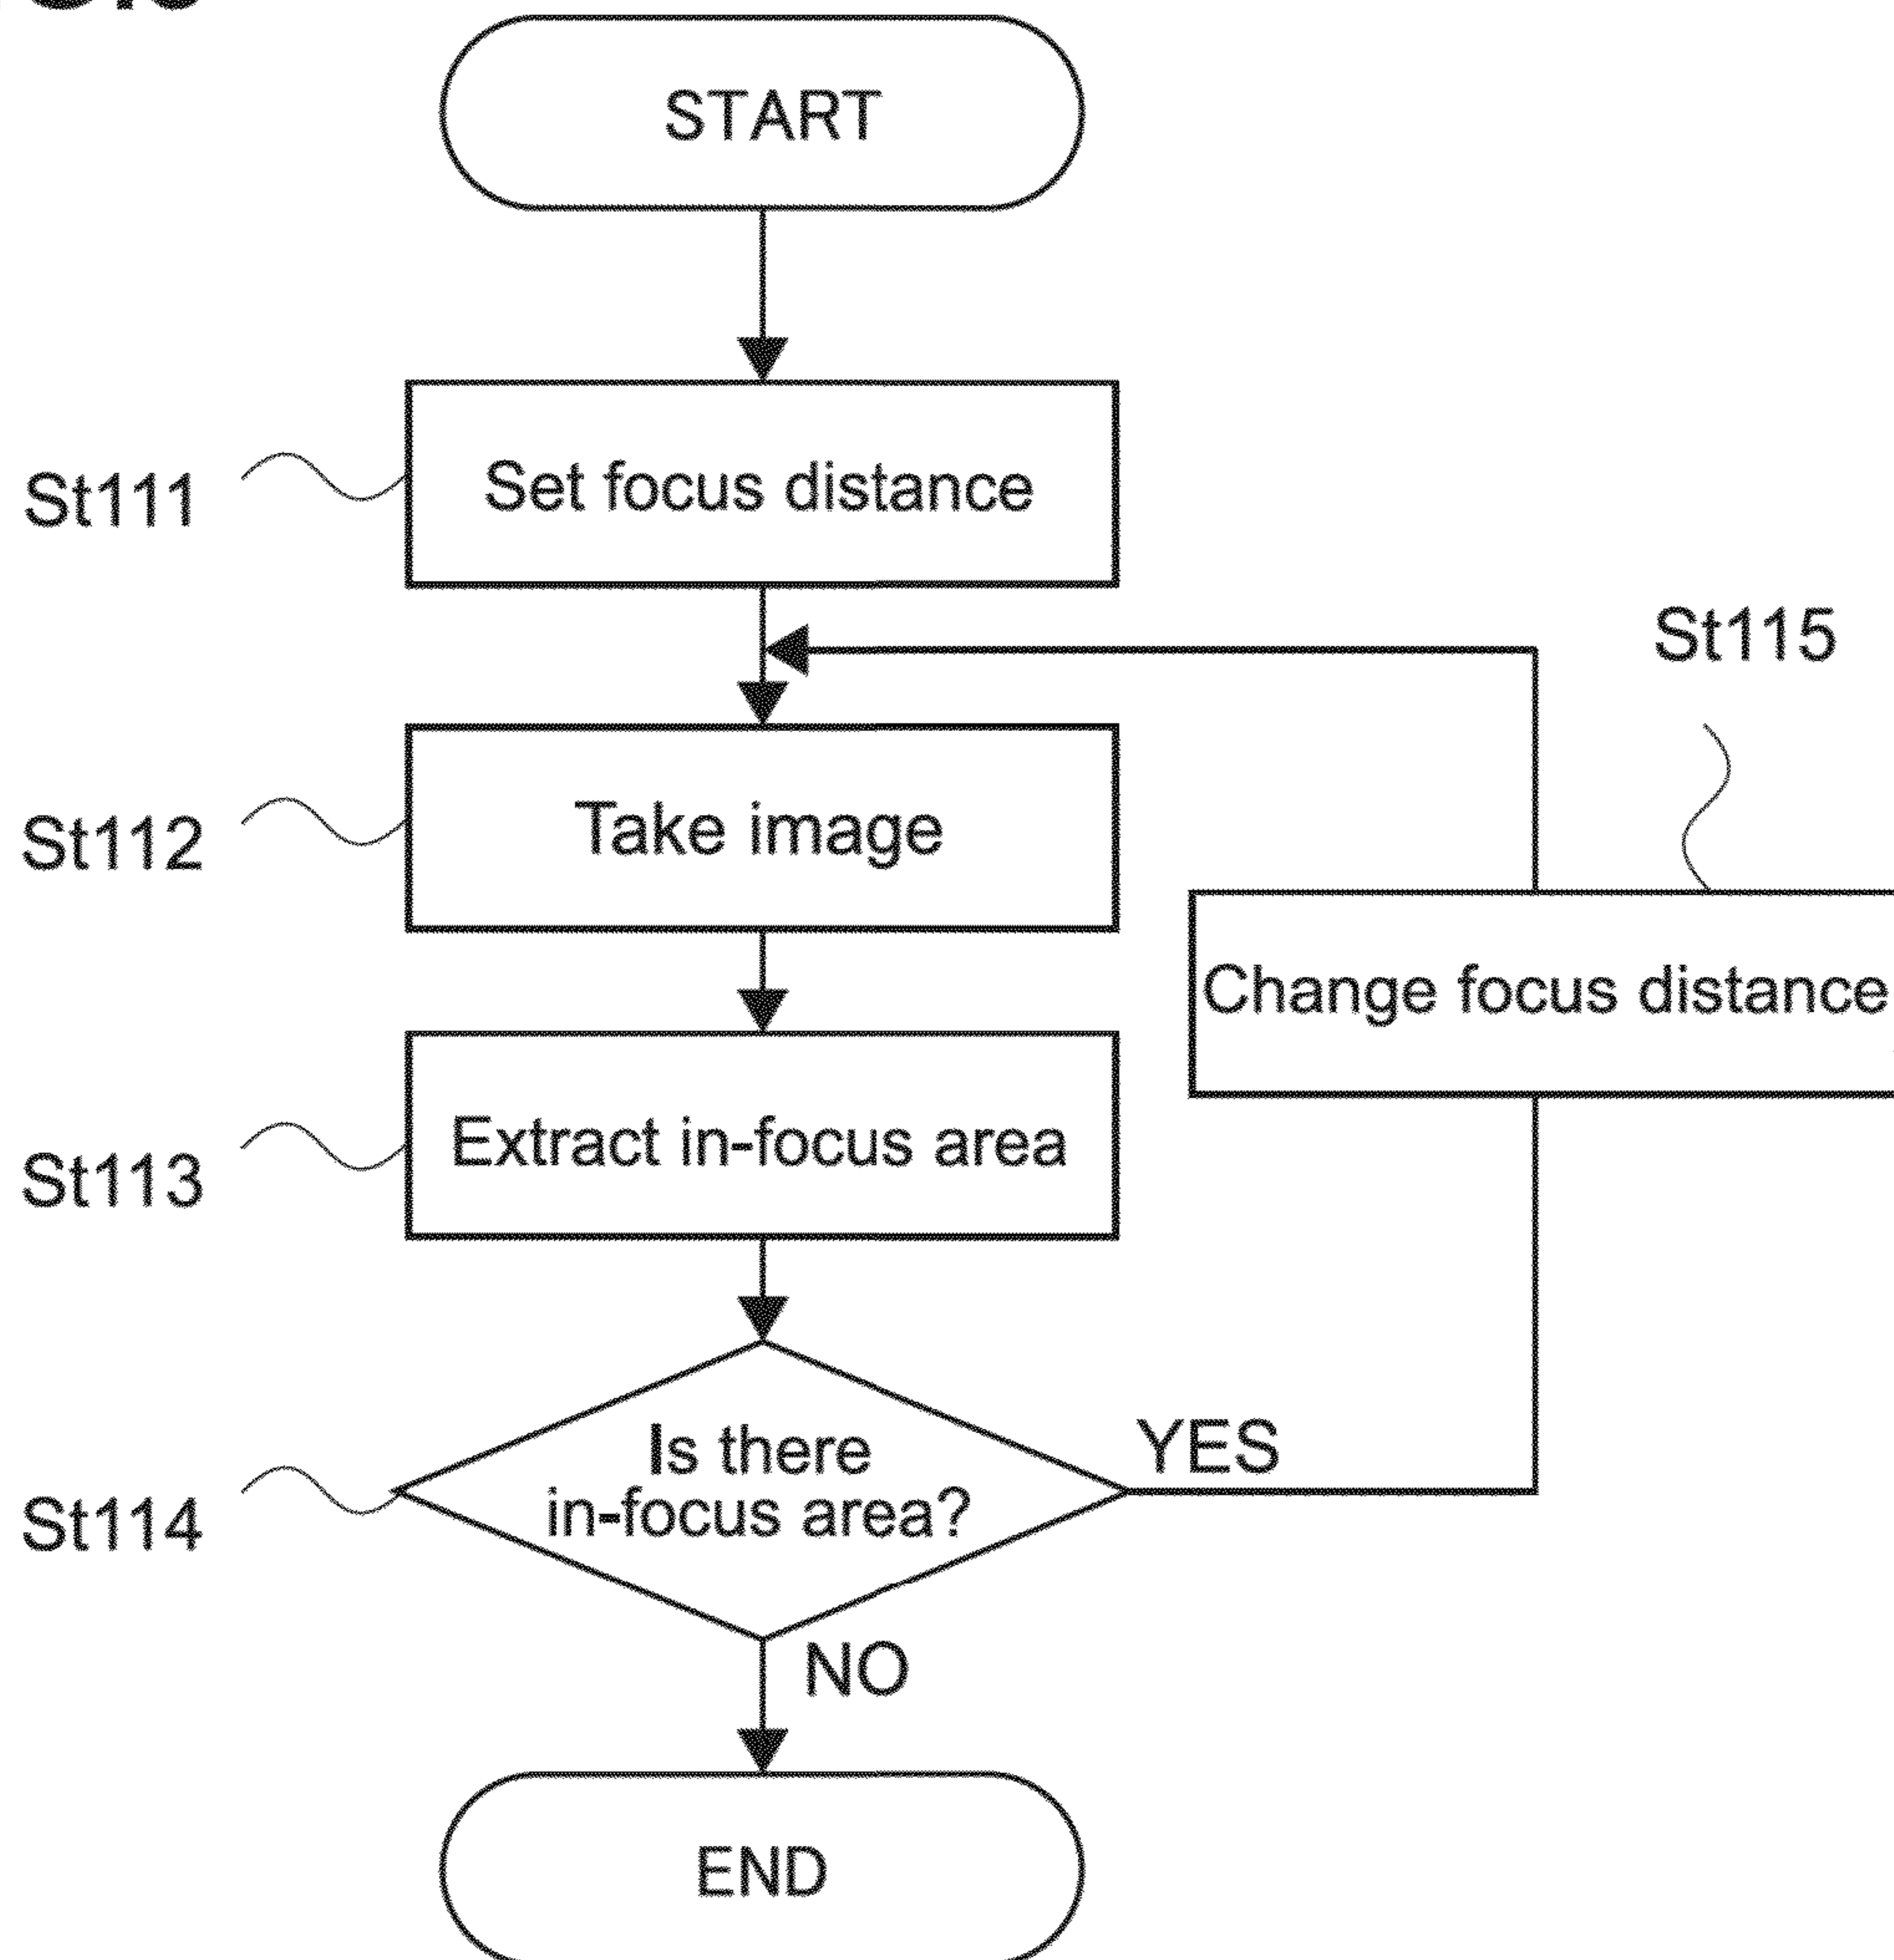 START
St111
Set focus distance
St115
St112
Take image
Change focus distance
St113
Extract in-focus area
St114
Is there
in-focus area?
YES
NO
END